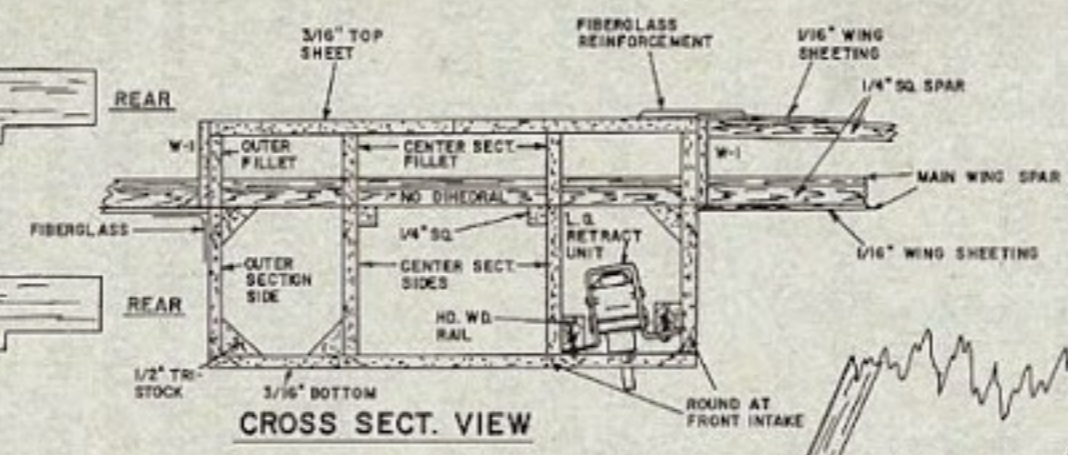 3/16" TOP
SHEET
FIBERGLASS
REINFORCEMENT
1/16" WING
SHEETING
1/4" SQ. SPAR
REAR
W-1
OUTER
FILLET
CENTER SECT.
FILLET
W-1
MAIN WING SPAR
NO DIHEDRAL
FIBERGLASS
1/4" SQ.
L.G.
RETRACT
UNIT
1/16" WING SHEETING
OUTER
SECTION
SIDE
CENTER SECT.
SIDES
REAR
HD. WD.
RAIL
1/2" TRI-
STOCK
3/16" BOTTOM
ROUND AT
FRONT INTAKE
CROSS SECT. VIEW